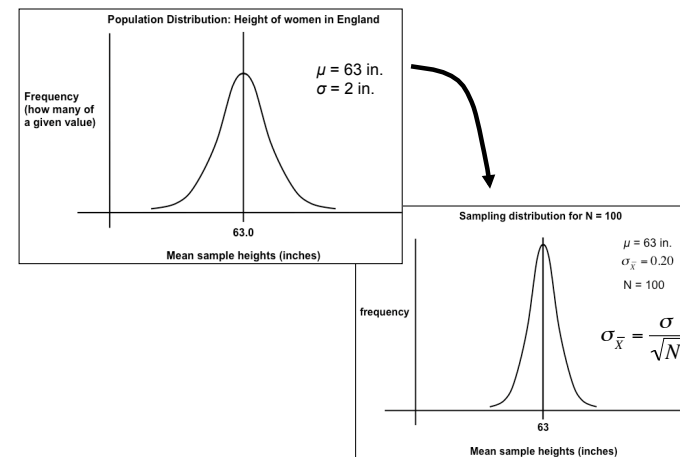 Population Distribution: Height of women in England
μ = 63 in.
σ = 2 in.
Frequency
(how many of
a given value)
63.0
Mean sample heights (inches)
Sampling distribution for N = 100
μ = 63 in.
σ_X̄ = 0.20
N = 100
frequency
σ_X̄ = σ / √N
63
Mean sample heights (inches)